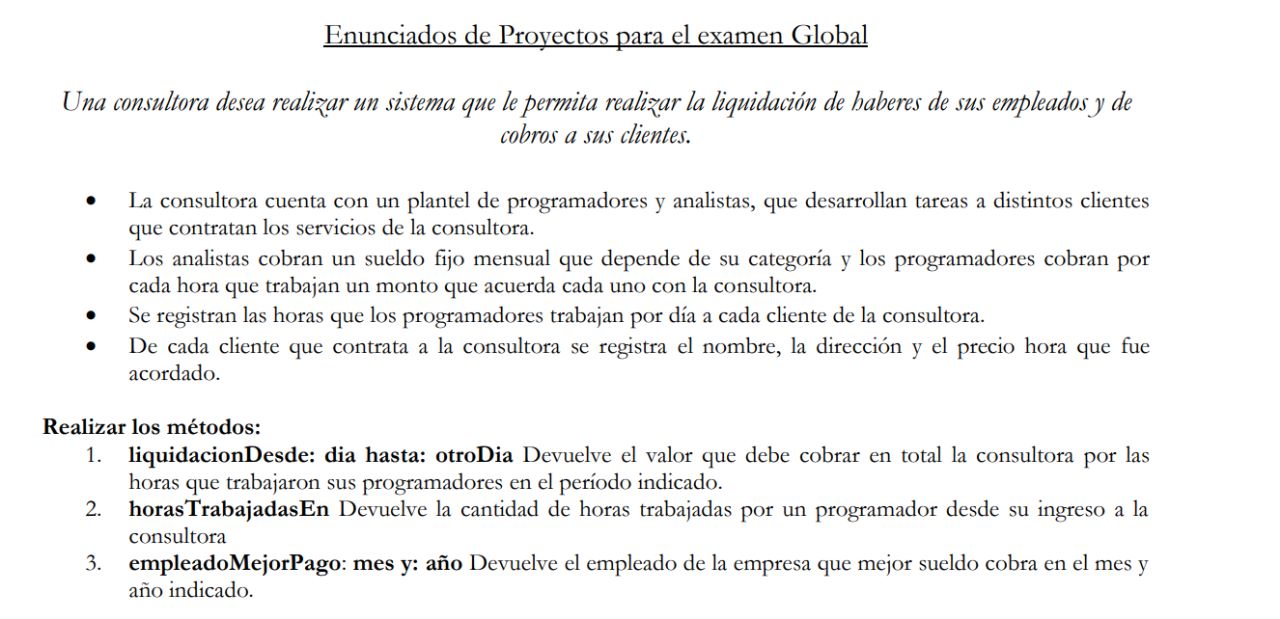 Enunciados de Proyectos para el examen Global
Una consultora desea realizar un sistema que le permita realizar la liquidación de haberes de sus empleados y de
cobros a sus clientes.
• La consultora cuenta con un plantel de programadores y analistas, que desarrollan tareas a distintos clientes
que contratan los servicios de la consultora.
• Los analistas cobran un sueldo fijo mensual que depende de su categoría y los programadores cobran por
cada hora que trabajan un monto que acuerda cada uno con la consultora.
• Se registran las horas que los programadores trabajan por día a cada cliente de la consultora.
• De cada cliente que contrata a la consultora se registra el nombre, la dirección y el precio hora que fue
acordado.
Realizar los métodos:
1. liquidacionDesde: dia hasta: otroDia Devuelve el valor que debe cobrar en total la consultora por las
horas que trabajaron sus programadores en el período indicado.
2. horasTrabajadasEn Devuelve la cantidad de horas trabajadas por un programador desde su ingreso a la
consultora
3. empleadoMejorPago: mes y: año Devuelve el empleado de la empresa que mejor sueldo cobra en el mes y
año indicado.